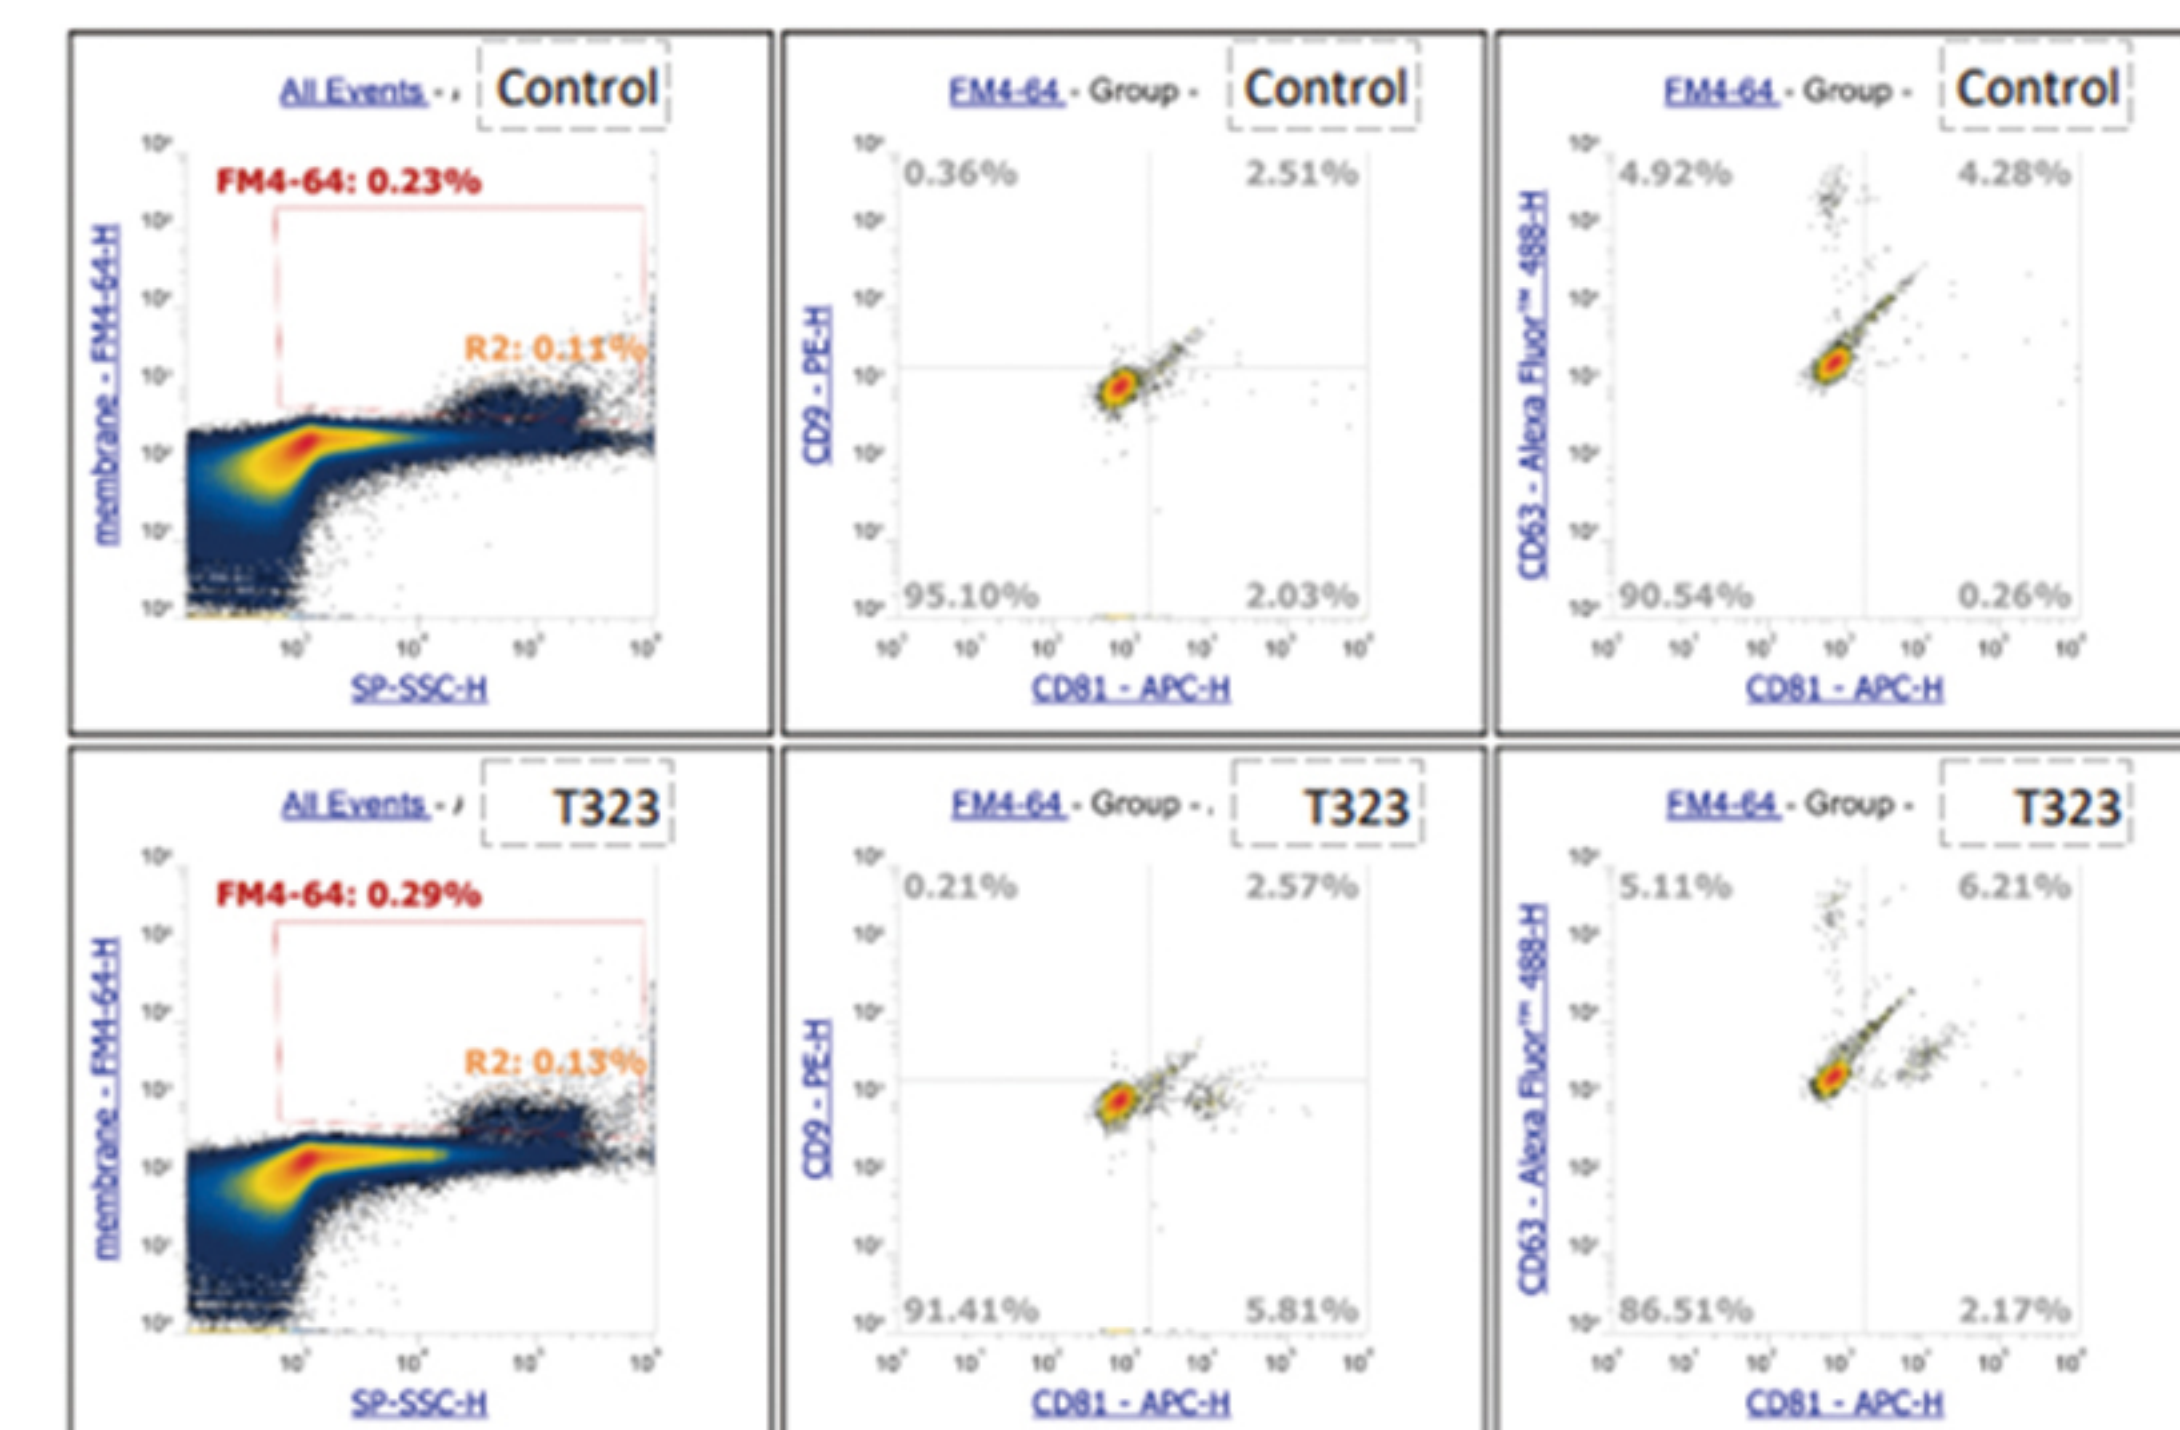 All Events - Control
FM4-64: 0.23%
R2: 0.11%
membrane - FM4-64-H
SP-SSC-H
FM4-64 - Group - Control
0.36% 2.51%
95.10% 2.03%
CD9 - PE-H
CD81 - APC-H
FM4-64 - Group - Control
4.92% 4.28%
90.54% 0.26%
CD63 - Alexa Fluor™ 488-H
CD81 - APC-H
All Events - T323
FM4-64: 0.29%
R2: 0.13%
membrane - FM4-64-H
SP-SSC-H
FM4-64 - Group - T323
0.21% 2.57%
91.41% 5.81%
CD9 - PE-H
CD81 - APC-H
FM4-64 - Group - T323
5.11% 6.21%
86.51% 2.17%
CD63 - Alexa Fluor™ 488-H
CD81 - APC-H